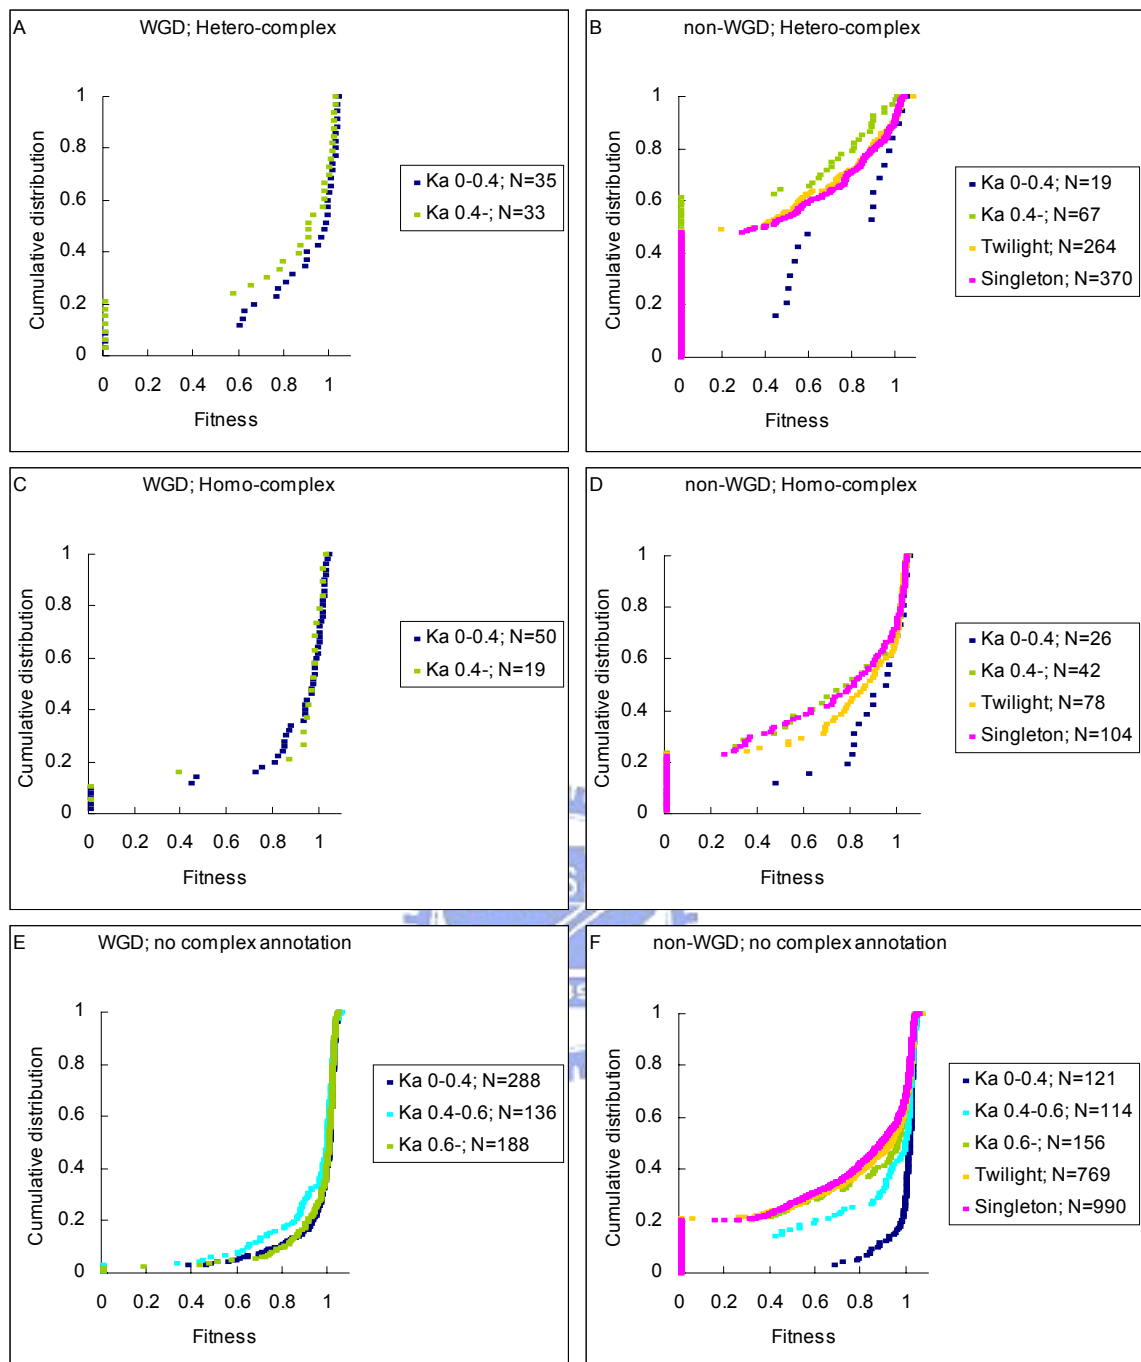 A WGD; Hetero-complex
Cumulative distribution
1
0.8
0.6
0.4
0.2
0
0 0.2 0.4 0.6 0.8 1
Fitness
Ka 0-0.4; N=35
Ka 0.4-; N=33
B non-WGD; Hetero-complex
Cumulative distribution
1
0.8
0.6
0.4
0.2
0
0 0.2 0.4 0.6 0.8 1
Fitness
Ka 0-0.4; N=19
Ka 0.4-; N=67
Twilight; N=264
Singleton; N=370
C WGD; Homo-complex
Cumulative distribution
1
0.8
0.6
0.4
0.2
0
0 0.2 0.4 0.6 0.8 1
Fitness
Ka 0-0.4; N=50
Ka 0.4-; N=19
D non-WGD; Homo-complex
Cumulative distribution
1
0.8
0.6
0.4
0.2
0
0 0.2 0.4 0.6 0.8 1
Fitness
Ka 0-0.4; N=26
Ka 0.4-; N=42
Twilight; N=78
Singleton; N=104
E WGD; no complex annotation
Cumulative distribution
1
0.8
0.6
0.4
0.2
0
0 0.2 0.4 0.6 0.8 1
Fitness
Ka 0-0.4; N=288
Ka 0.4-0.6; N=136
Ka 0.6-; N=188
F non-WGD; no complex annotation
Cumulative distribution
1
0.8
0.6
0.4
0.2
0
0 0.2 0.4 0.6 0.8 1
Fitness
Ka 0-0.4; N=121
Ka 0.4-0.6; N=114
Ka 0.6-; N=156
Twilight; N=769
Singleton; N=990